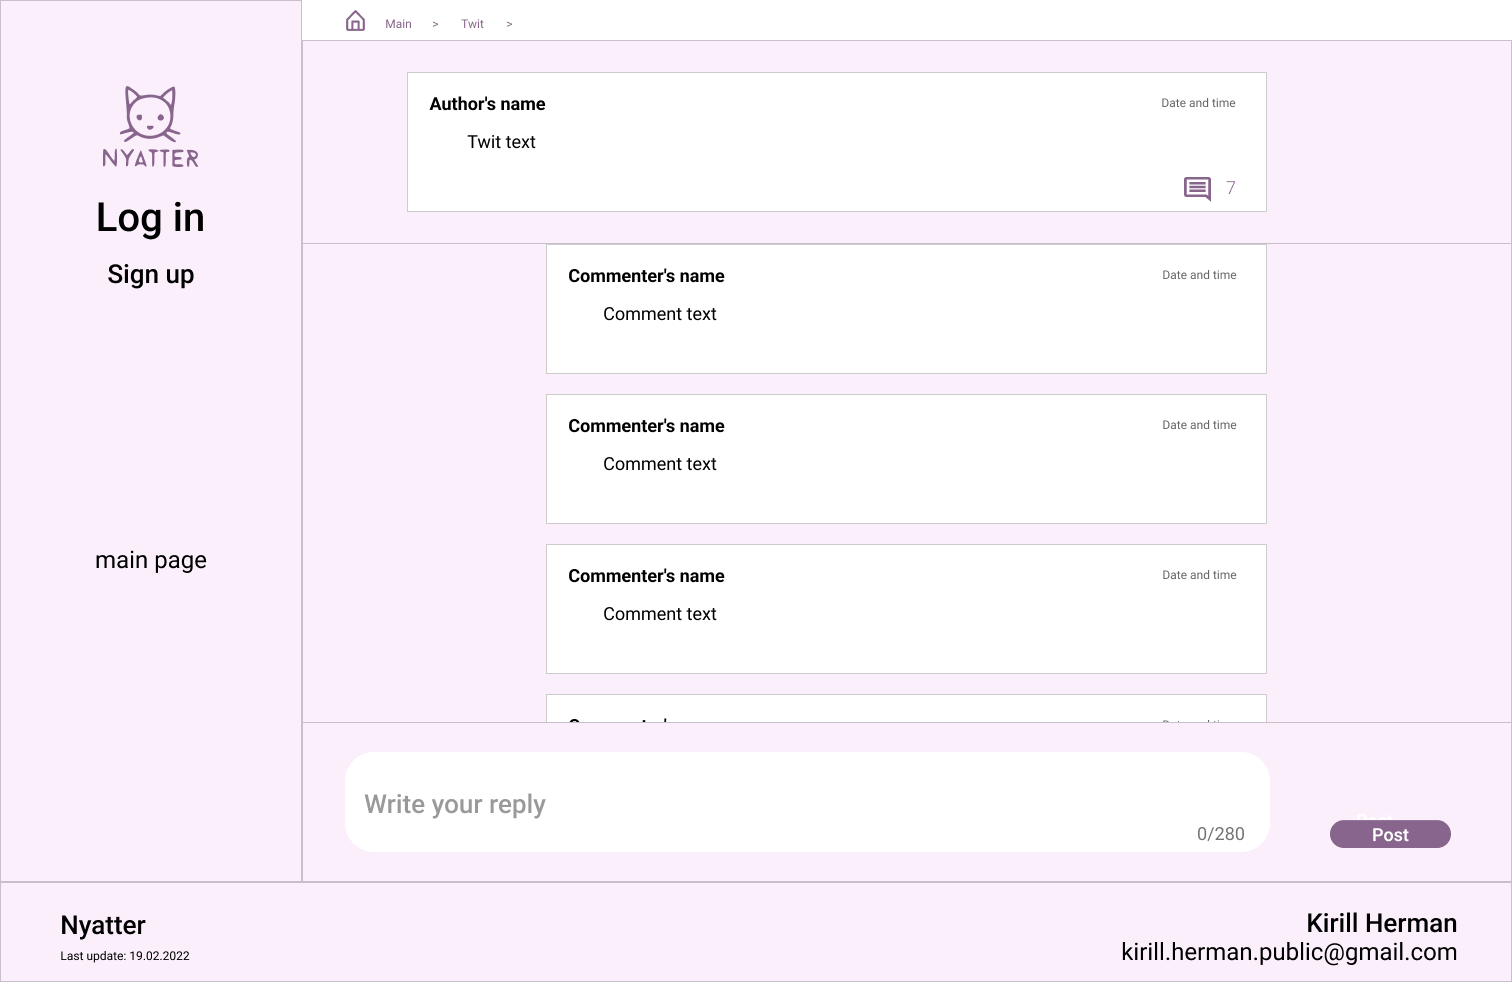 Main > Twit >
NYATTER
Log in
Sign up
main page
Author's name Date and time
Twit text
7
Commenter's name Date and time
Comment text
Commenter's name Date and time
Comment text
Commenter's name Date and time
Comment text
Write your reply
0/280
Post
Nyatter
Last update: 19.02.2022
Kirill Herman
kirill.herman.public@gmail.com